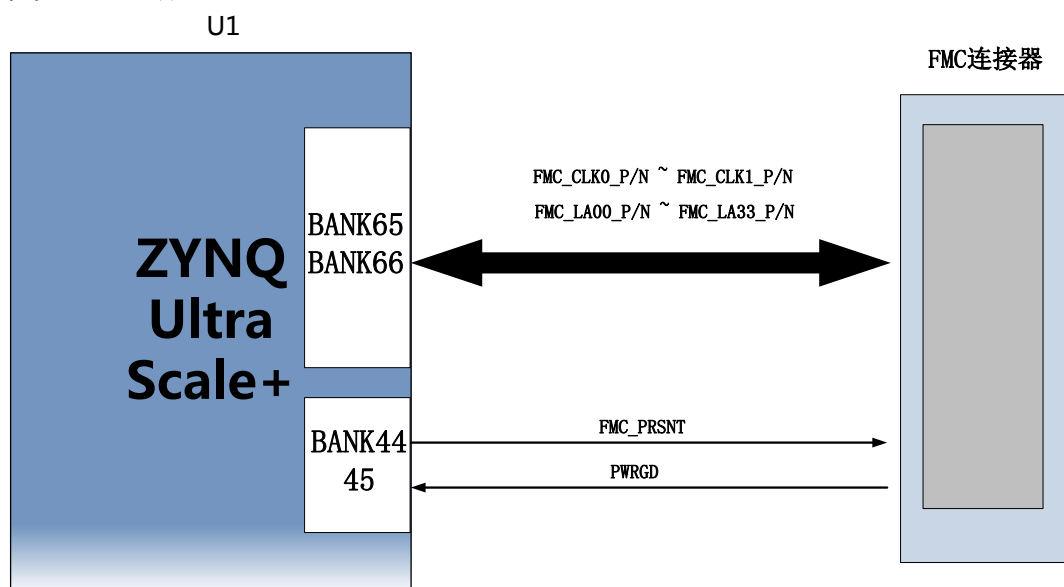 U1
FMC连接器
FMC_CLK0_P/N ~ FMC_CLK1_P/N
FMC_LA00_P/N ~ FMC_LA33_P/N
BANK65
BANK66
ZYNQ
Ultra
Scale+
FMC_PRSNT
BANK44
45
PWRGD